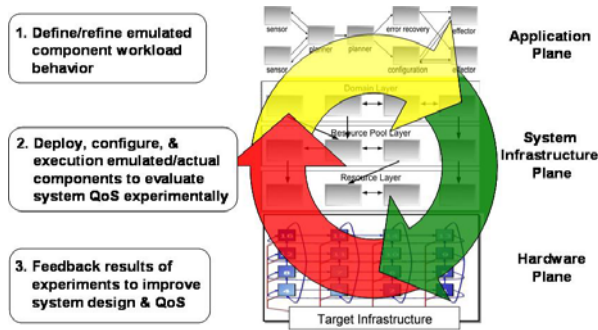 1. Define/refine emulated
component workload
behavior
2. Deploy, configure, &
execution emulated/actual
components to evaluate
system QoS experimentally
3. Feedback results of
experiments to improve
system design & QoS
sensor
planner
planner
error recovery
effector
sensor
configuration
effector
Domain Layer
Resource Pool Layer
Resource Layer
Target Infrastructure
Application
Plane
System
Infrastructure
Plane
Hardware
Plane